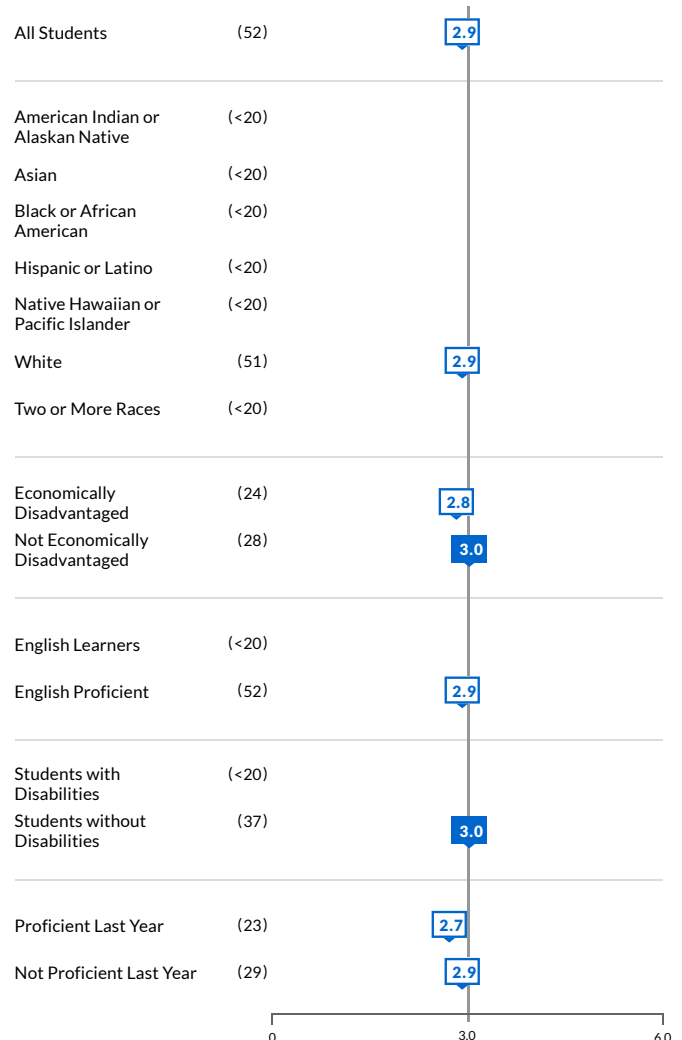 All Students (52) 2.9
American Indian or (<20)
Alaskan Native
Asian (<20)
Black or African (<20)
American
Hispanic or Latino (<20)
Native Hawaiian or (<20)
Pacific Islander
White (51) 2.9
Two or More Races (<20)
Economically (24) 2.8
Disadvantaged
Not Economically (28) 3.0
Disadvantaged
English Learners (<20)
English Proficient (52) 2.9
Students with (<20)
Disabilities
Students without (37) 3.0
Disabilities
Proficient Last Year (23) 2.7
Not Proficient Last Year (29) 2.9
0 3.0 6.0